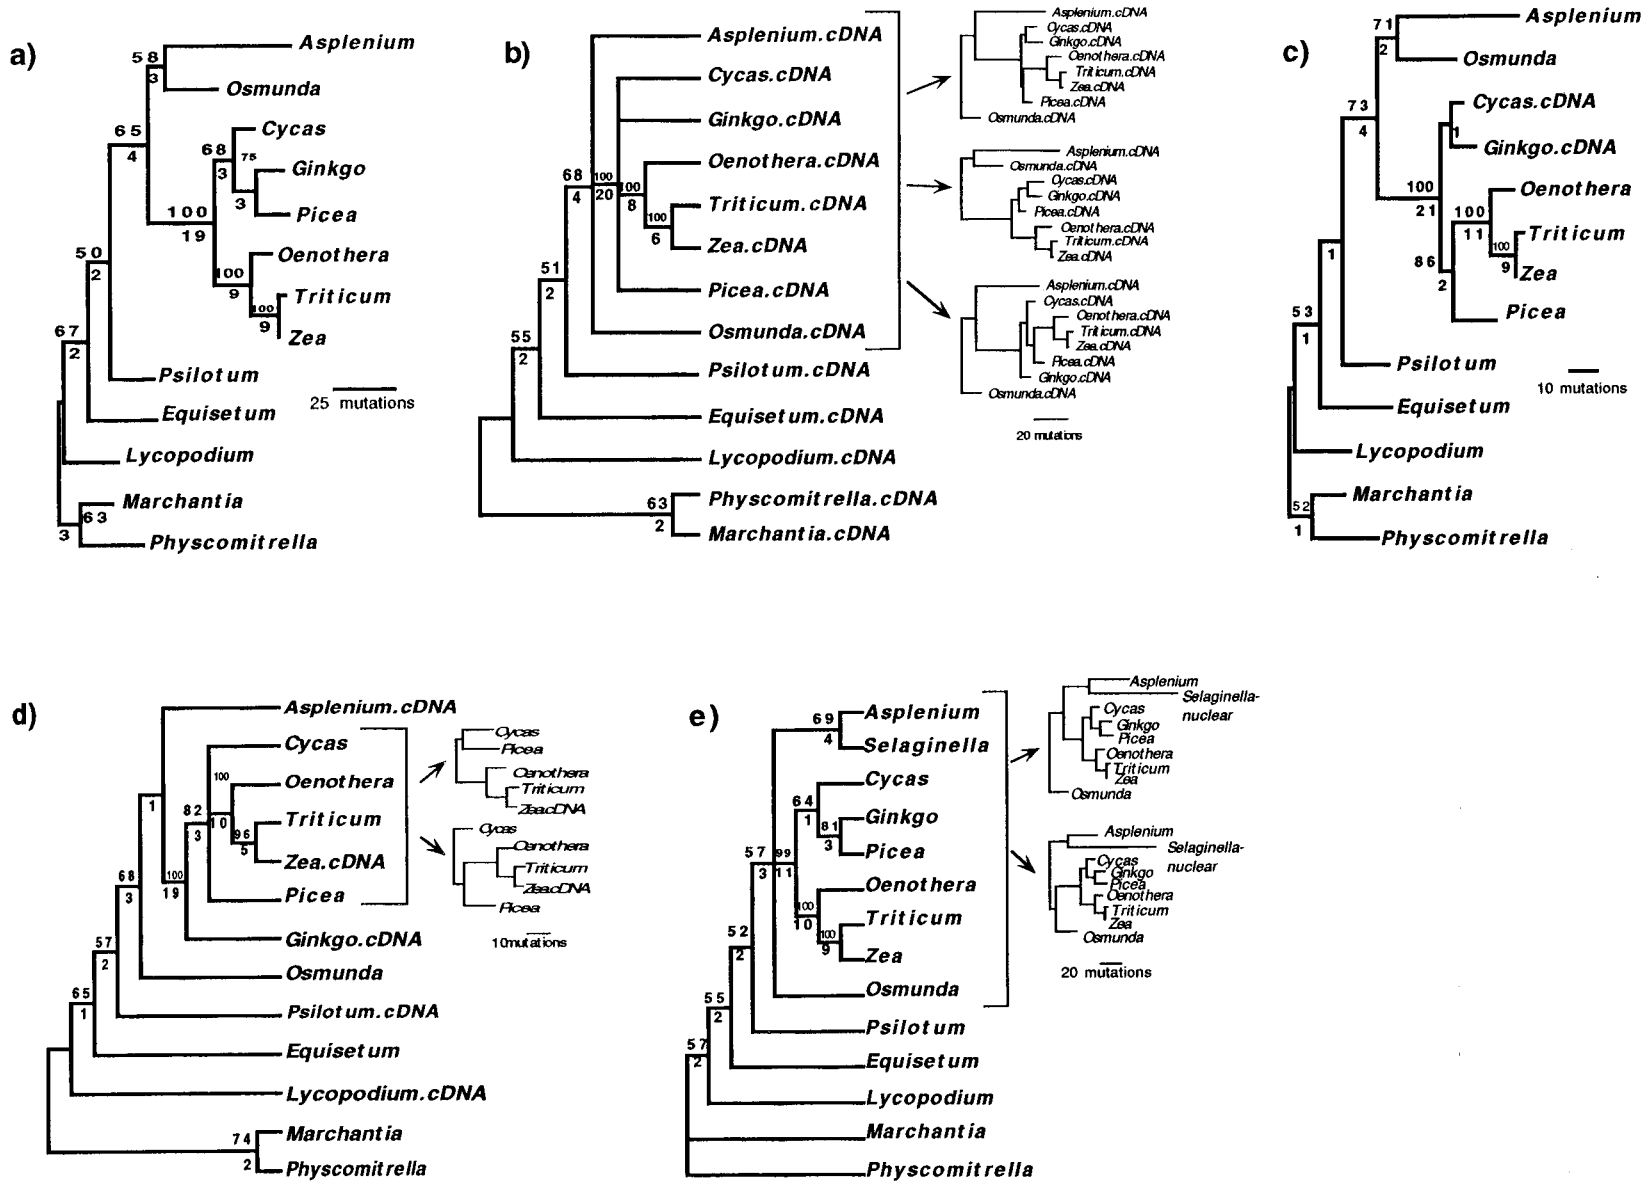 a)
Asplenium
58
3
Osmunda
65
4
Cycas
68
3
75
3
Ginkgo
Picea
100
19
Oenothera
100
9
Triticum
100
9
Zea
50
2
Psilotum
25 mutations
67
2
Equisetum
Lycopodium
Marchantia
63
3
Physcomitrella
b)
Asplenium.cDNA
Cycas.cDNA
Ginkgo.cDNA
Oenothera.cDNA
68
4
100
20
100
8
100
6
Triticum.cDNA
Zea.cDNA
51
2
Picea.cDNA
Osmunda.cDNA
55
2
Psilotum.cDNA
Equisetum.cDNA
Lycopodium.cDNA
63
2
Physcomitrella.cDNA
Marchantia.cDNA
Asplenium.cDNA
Cycas.cDNA
Ginkgo.cDNA
Oenothera.cDNA
Triticum.cDNA
Zea.cDNA
Picea.cDNA
Osmunda.cDNA
Asplenium.cDNA
Osmunda.cDNA
Cycas.cDNA
Ginkgo.cDNA
Picea.cDNA
Oenothera.cDNA
Triticum.cDNA
Zea.cDNA
Asplenium.cDNA
Cycas.cDNA
Oenothera.cDNA
Triticum.cDNA
Zea.cDNA
Picea.cDNA
Ginkgo.cDNA
Osmunda.cDNA
20 mutations
c)
71
2
Asplenium
Osmunda
73
4
Cycas.cDNA
1
Ginkgo.cDNA
100
21
Oenothera
100
11
Triticum
100
9
Zea
86
2
Picea
1
53
1
Psilotum
10 mutations
Equisetum
Lycopodium
Marchantia
52
1
Physcomitrella
d)
Asplenium.cDNA
Cycas
100
10
Oenothera
1
82
3
Triticum
96
5
Zea.cDNA
68
3
100
19
Picea
Ginkgo.cDNA
57
2
Osmunda
65
1
Psilotum.cDNA
Equisetum
Lycopodium.cDNA
74
2
Marchantia
Physcomitrella
Cycas
Picea
Oenothera
Triticum
Zea.cDNA
Cycas
Oenothera
Triticum
Zea.cDNA
Picea
10mutations
e)
69
4
Asplenium
Selaginella
Cycas
64
1
81
3
Ginkgo
Picea
57
3
99
11
Oenothera
100
10
Triticum
100
9
Zea
52
2
Osmunda
55
2
Psilotum
57
2
Equisetum
Lycopodium
Marchantia
Physcomitrella
Asplenium
Selaginella-
nuclear
Cycas
Ginkgo
Picea
Oenothera
Triticum
Zea
Osmunda
Asplenium
Selaginella-
nuclear
Cycas
Ginkgo
Picea
Oenothera
Triticum
Zea
Osmunda
20 mutations